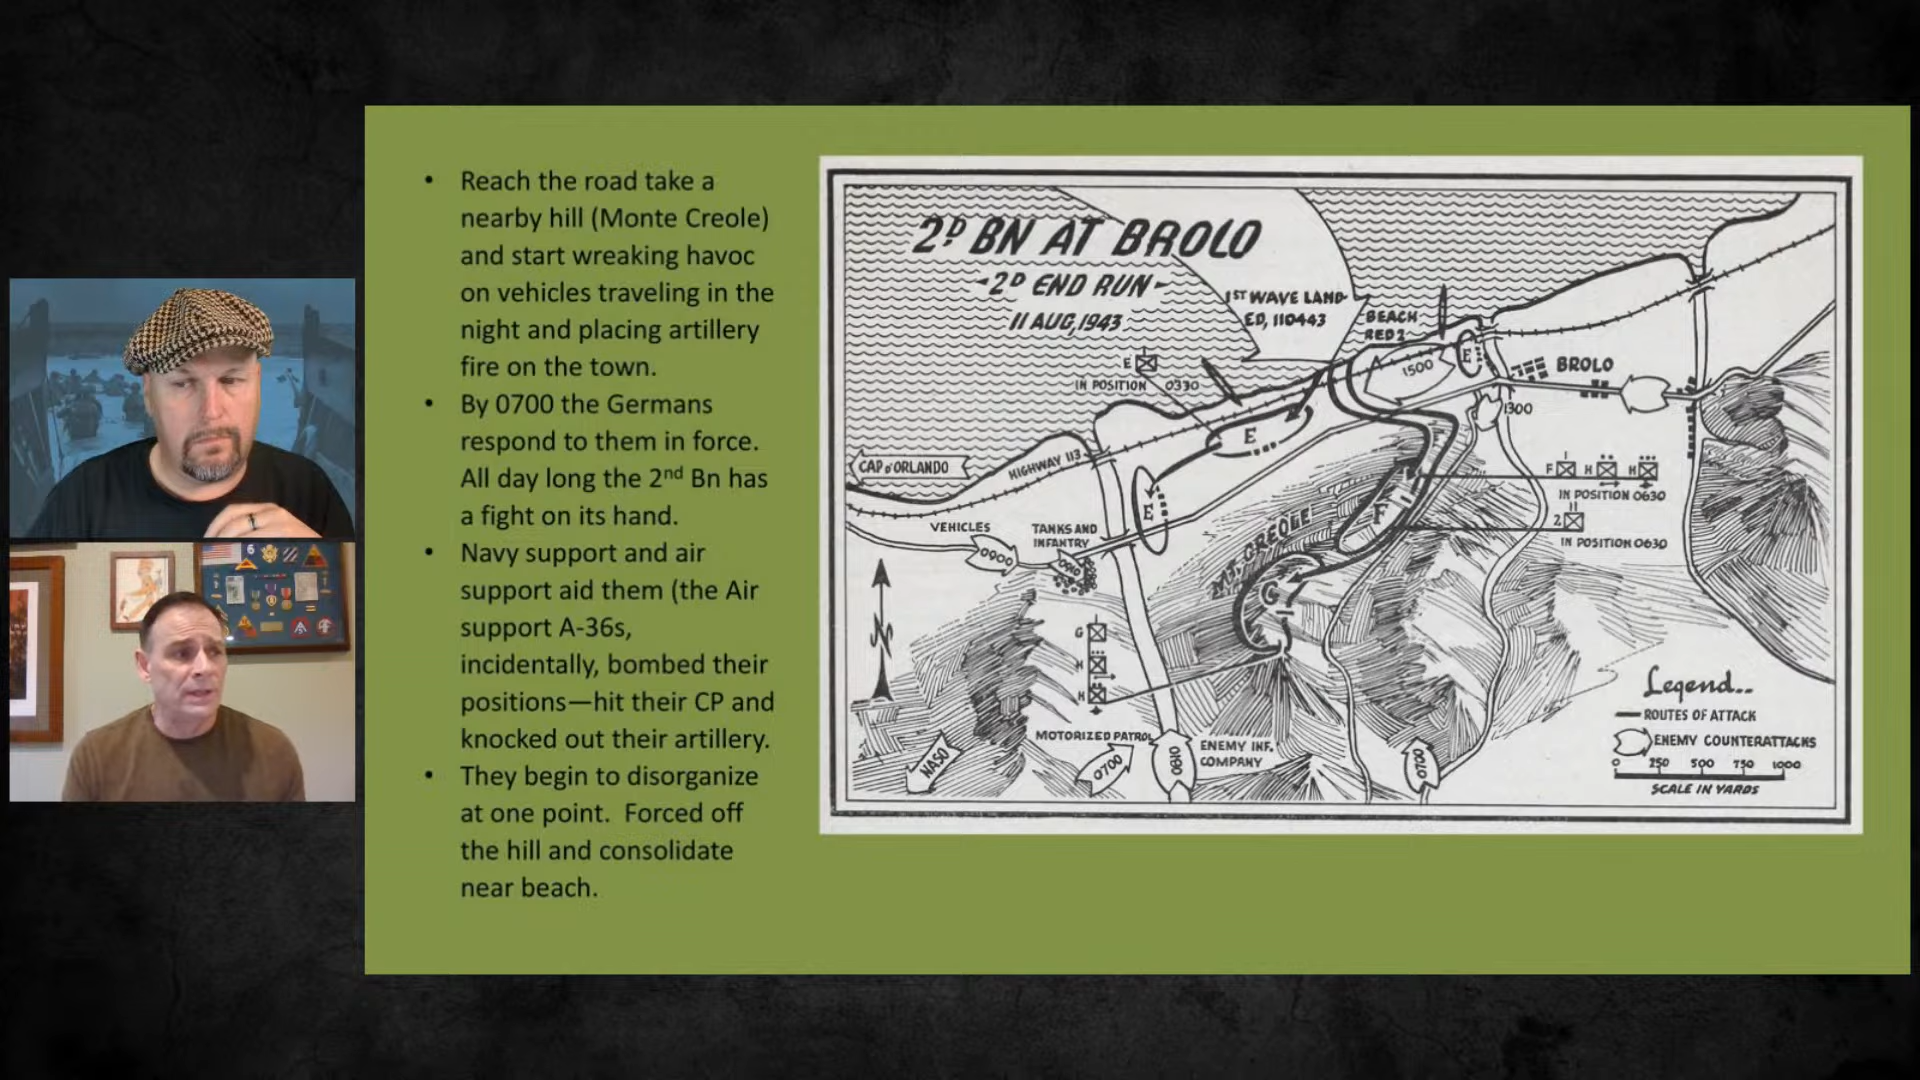 • Reach the road take a
nearby hill (Monte Creole)
and start wreaking havoc
on vehicles traveling in the
night and placing artillery
fire on the town.
• By 0700 the Germans
respond to them in force.
All day long the 2nd Bn has
a fight on its hand.
• Navy support and air
support aid them (the Air
support A-36s,
incidentally, bombed their
positions—hit their CP and
knocked out their artillery.
• They begin to disorganize
at one point.  Forced off
the hill and consolidate
near beach.
2D BN AT BROLO
-2D END RUN-
11 AUG, 1943
1ST WAVE LAND-
ED, 110443
BEACH
RED 2
E
IN POSITION 0330
A
1500
E
BROLO
1300
E
CAP d'ORLANDO
HIGHWAY 113
E
F H H
IN POSITION 0630
2
IN POSITION 0630
VEHICLES
0900
TANKS AND
INFANTRY
0940
MT. CREOLE
F
G
N
G
H
H
MOTORIZED PATROL
0700
ENEMY INF.
COMPANY
NASO
0700
Legend..
ROUTES OF ATTACK
ENEMY COUNTERATTACKS
0 250 500 750 1000
SCALE IN YARDS
6